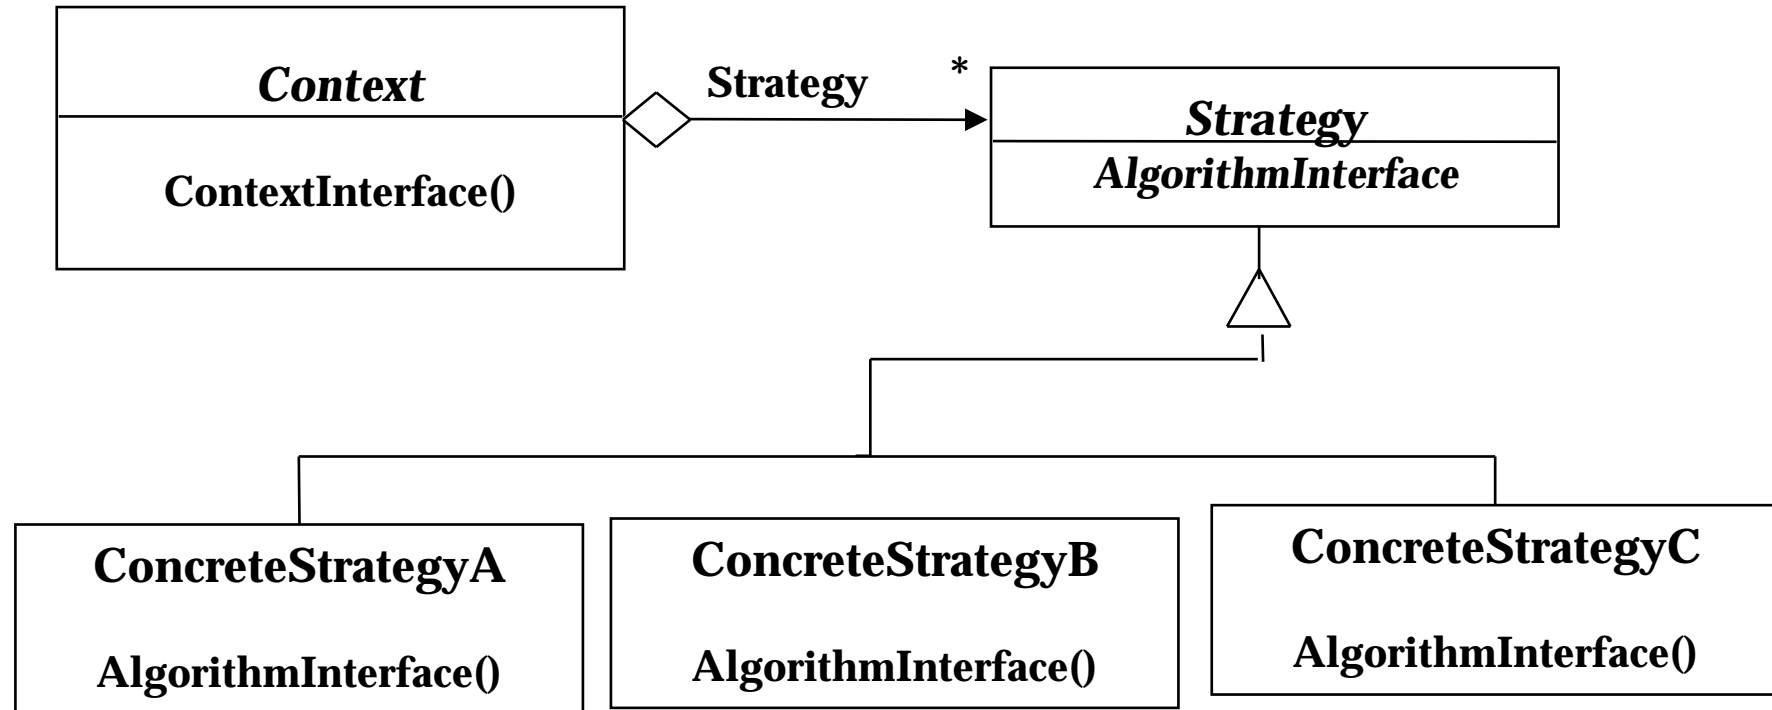 Context
ContextInterface()
Strategy
*
Strategy
AlgorithmInterface
ConcreteStrategyA
AlgorithmInterface()
ConcreteStrategyB
AlgorithmInterface()
ConcreteStrategyC
AlgorithmInterface()